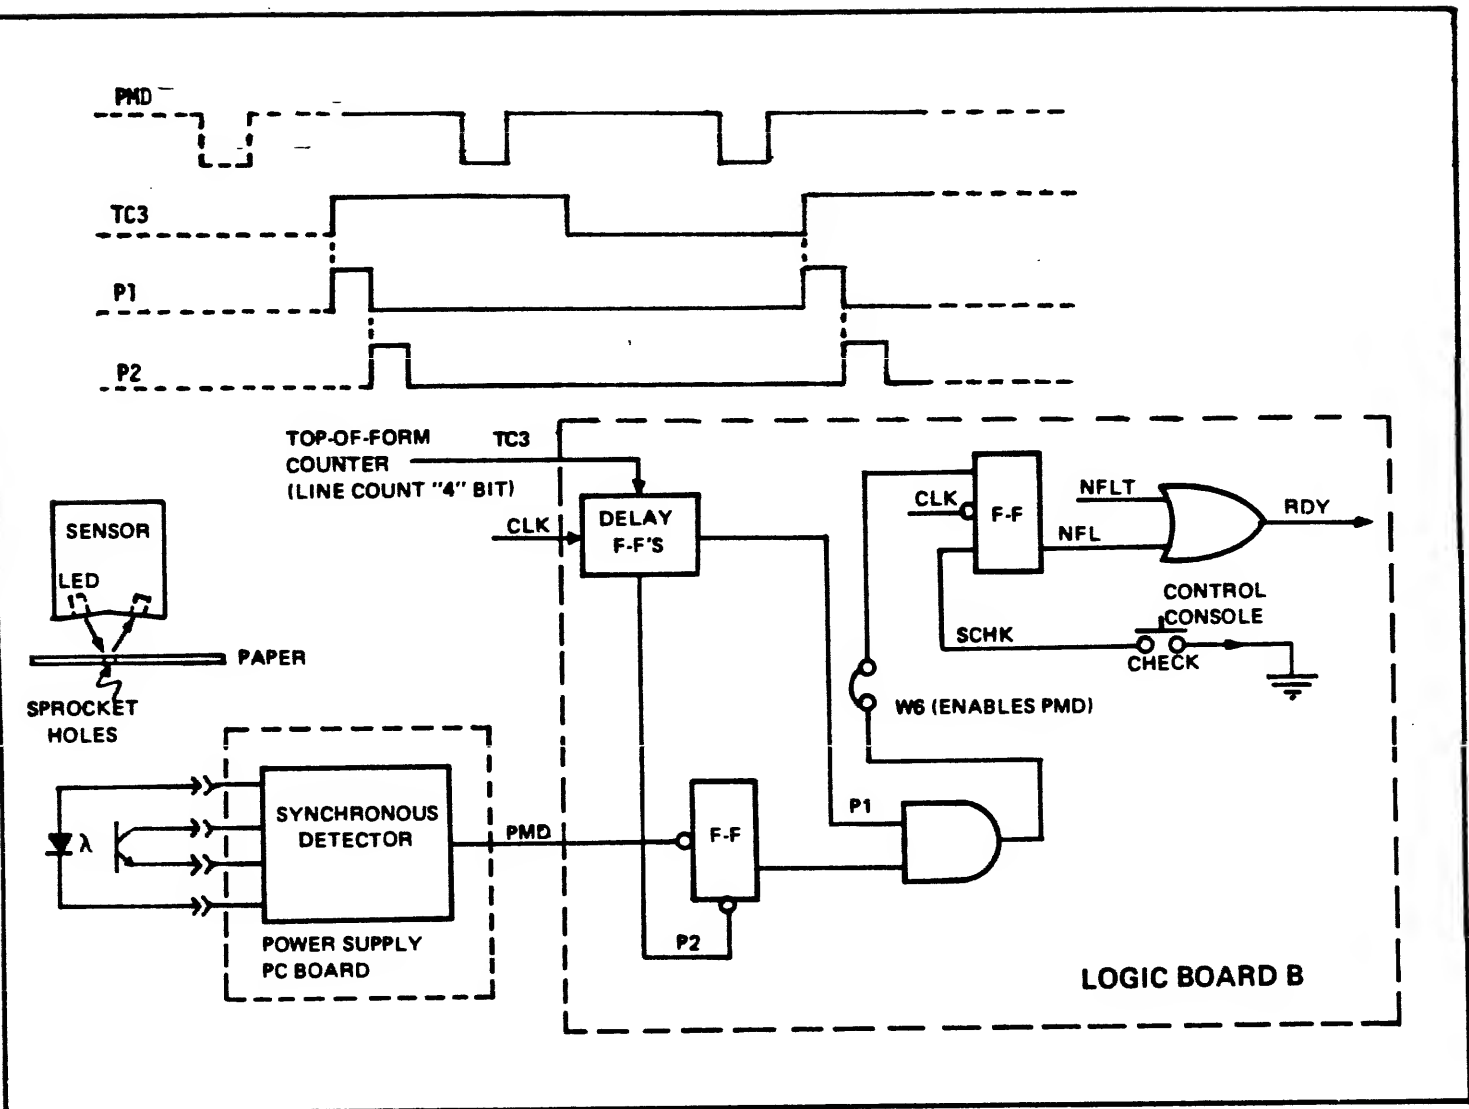 PMD
TC3
P1
P2
TOP-OF-FORM
COUNTER
(LINE COUNT "4" BIT)
TC3
CLK
DELAY
F-F'S
CLK
F-F
NFLT
NFL
RDY
SCHK
CONTROL
CONSOLE
CHECK
SENSOR
LED
PAPER
SPROCKET
HOLES
W6 (ENABLES PMD)
SYNCHRONOUS
DETECTOR
λ
PMD
F-F
P1
P2
POWER SUPPLY
PC BOARD
LOGIC BOARD B